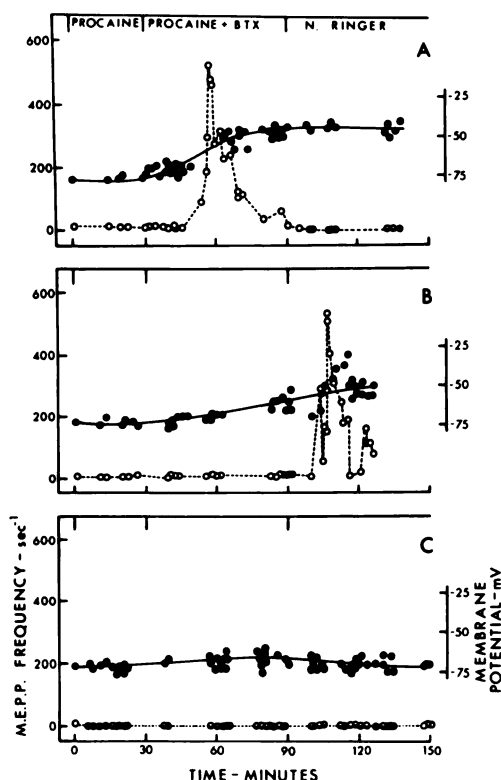 PROCAINE PROCAINE + BTX N. RINGER
A
600
400
200
0
-25
-50
-75
B
600
400
200
0
-25
-50
-75
C
600
400
200
0
-25
-50
-75
M.E.P.P. FREQUENCY – sec⁻¹
MEMBRANE
POTENTIAL – mV
0 30 60 90 120 150
TIME – MINUTES